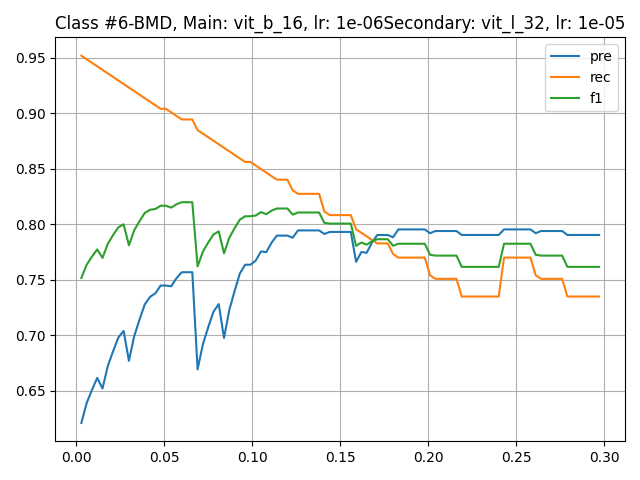 Class #6-BMD, Main: vit_b_16, lr: 1e-06Secondary: vit_l_32, lr: 1e-05
pre
rec
f1
0.95
0.90
0.85
0.80
0.75
0.70
0.65
0.00 0.05 0.10 0.15 0.20 0.25 0.30